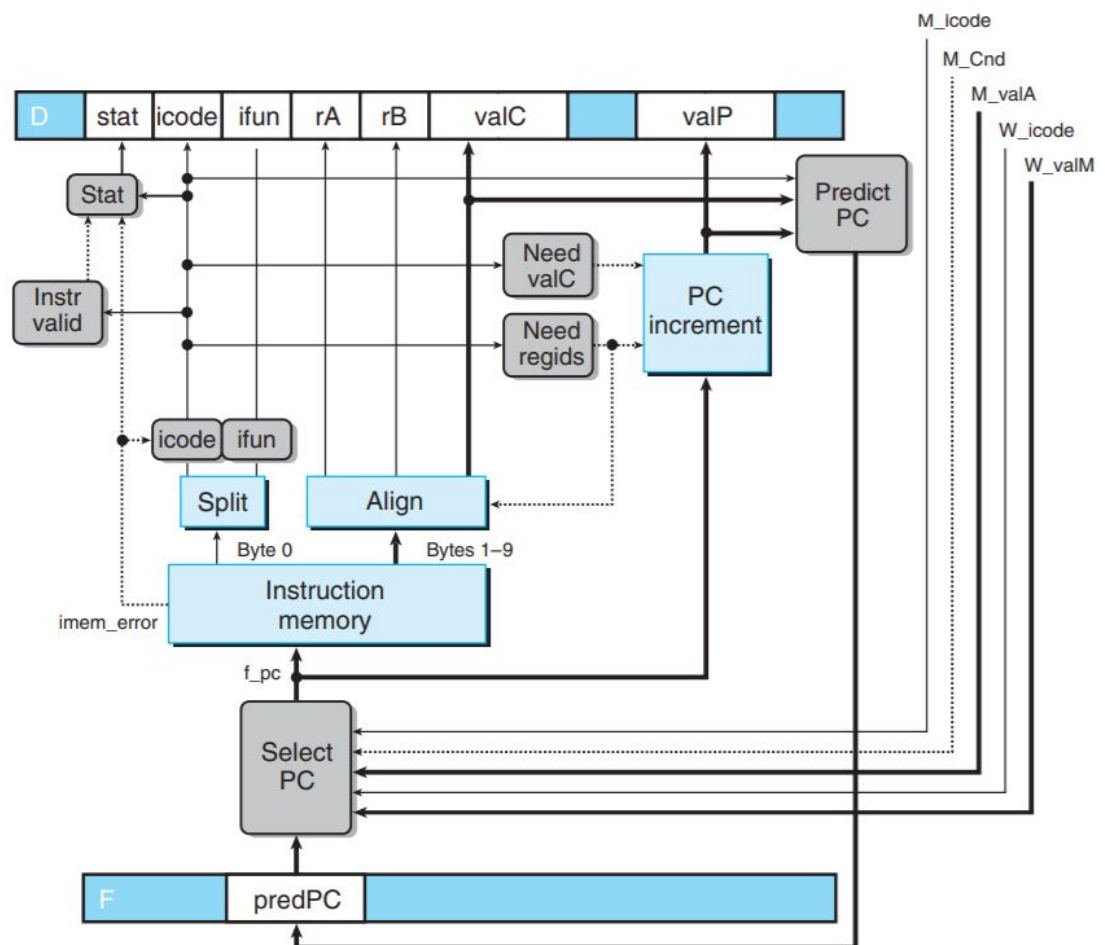 M_icode
M_Cnd
M_valA
W_icode
W_valM
D
stat
icode
ifun
rA
rB
valC
valP
Stat
Predict
PC
Instr
valid
Need
valC
PC
increment
Need
regids
icode
ifun
Split
Align
Byte 0
Bytes 1–9
Instruction
memory
imem_error
f_pc
Select
PC
F
predPC